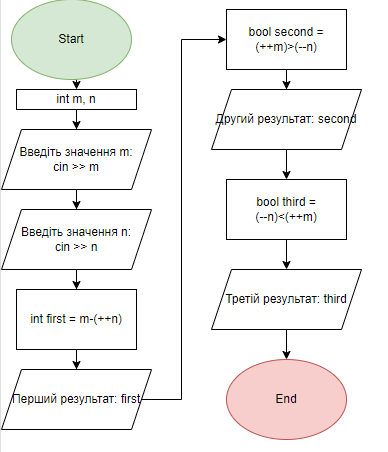 Start
int m, n
Введіть значення m:
cin >> m
Введіть значення n:
cin >> n
int first = m-(++n)
Перший результат: first
bool second =
(++m)>(--n)
Другий результат: second
bool third =
(--n)<(++m)
Третій результат: third
End